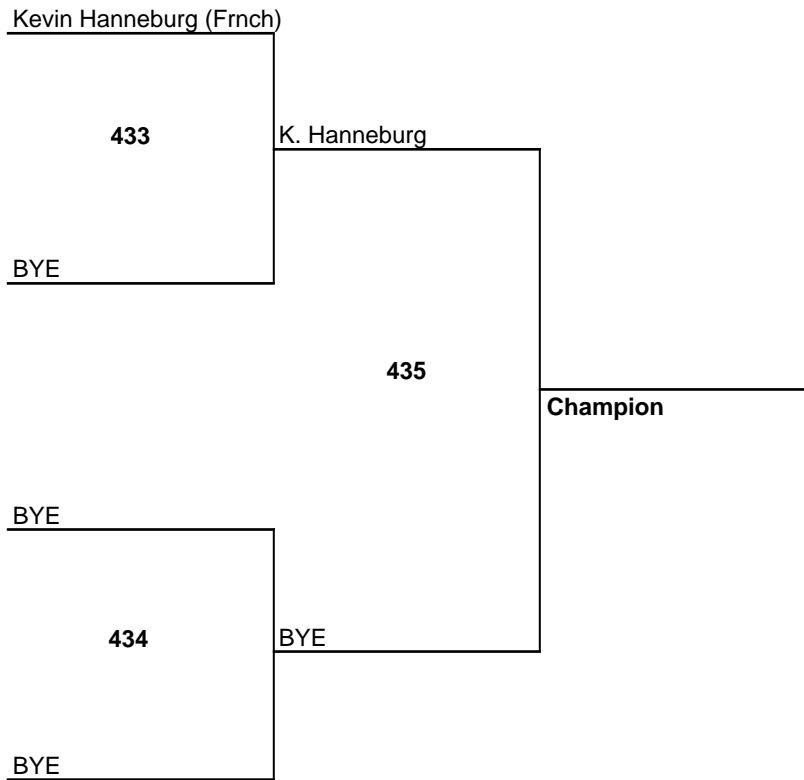 Kevin Hanneburg (Frnch)
433
K. Hanneburg
BYE
435
Champion
BYE
434
BYE
BYE